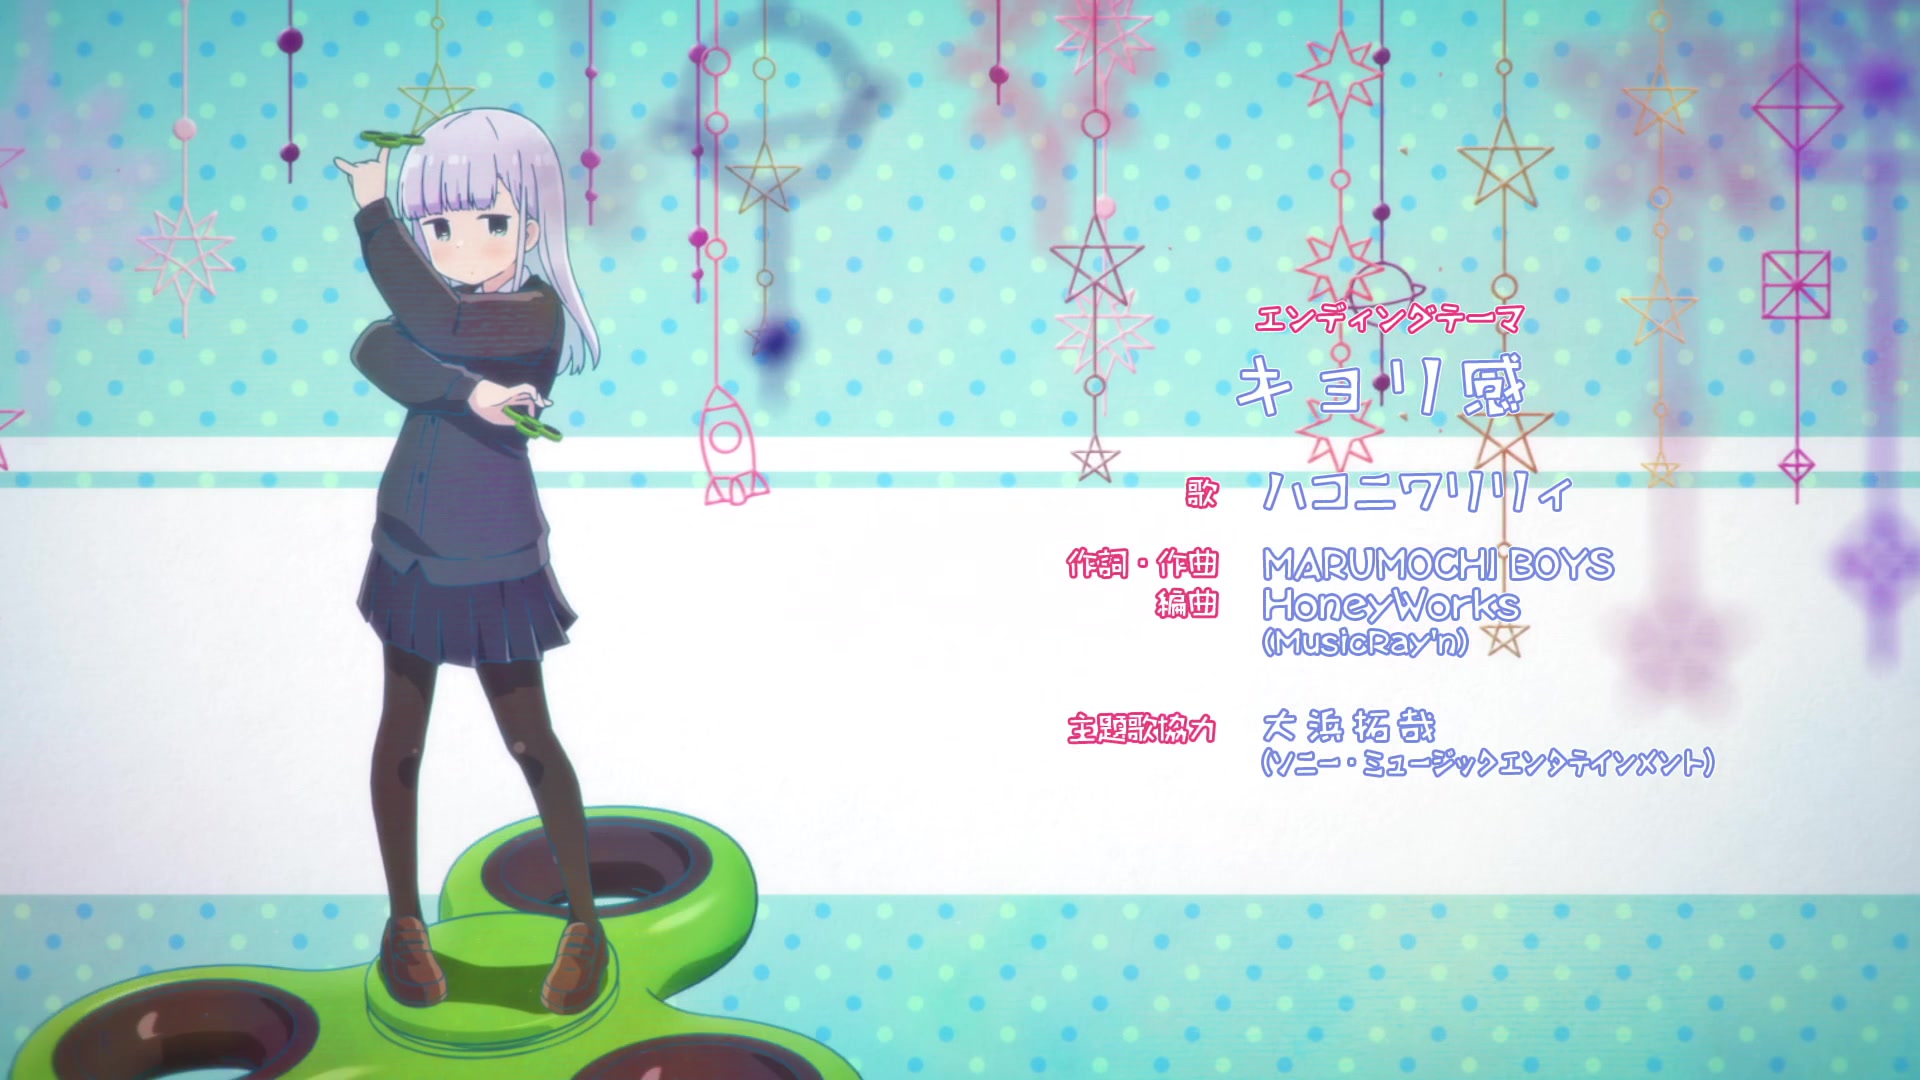 エンディングテーマ
キョリ感
歌 ハコニワリリィ
作詞・作曲 MARUMOCHI BOYS
編曲 HoneyWorks
(MusicRay'n)
主題歌協力 大浜拓哉
(ソニー・ミュージックエンタテインメント)